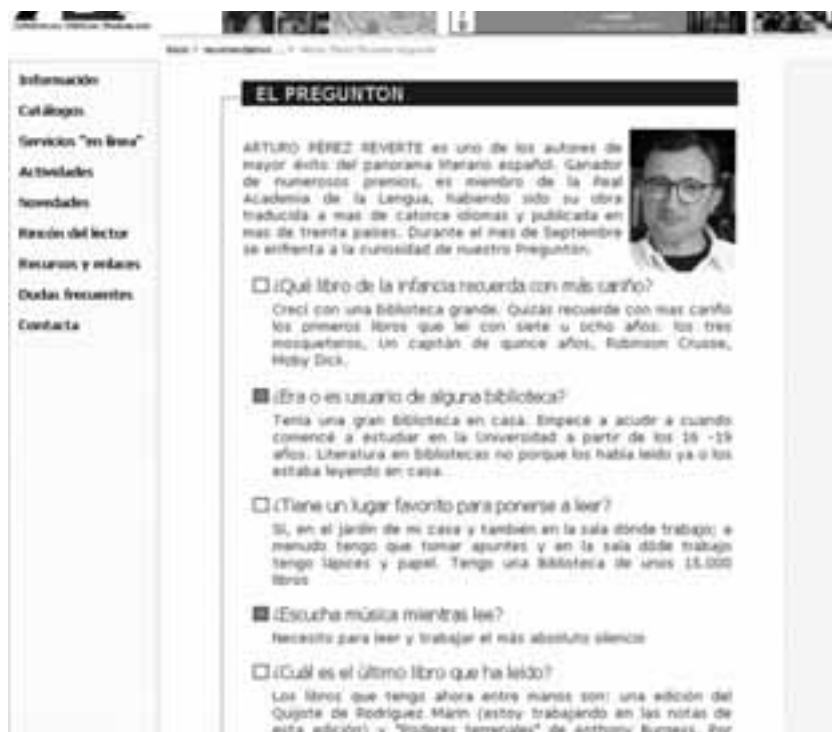 Información
Catálogos
Servicios "en línea"
Actividades
Novedades
Rincón del lector
Recursos y enlaces
Dudas frecuentes
Contacta
EL PREGUNTON
ARTURO PÉREZ REVERTE es uno de los autores de
mayor éxito del panorama literario español. Ganador
de numerosos premios, es miembro de la Real
Academia de la Lengua, habiendo sido su obra
traducida a mas de catorce idiomas y publicada en
mas de treinta países. Durante el mes de Septiembre
se enfrenta a la curiosidad de nuestro Pregunton.
¿Qué libro de la infancia recuerda con más cariño?
Crecí con una biblioteca grande. Quizás recuerde con mas cariño
los primeros libros que leí con siete u ocho años: los tres
mosqueteros, Un capitán de quince años, Robinson Crusoe,
Moby Dick.
¿Era o es usuario de alguna biblioteca?
Tenía una gran biblioteca en casa. Empecé a acudir a cuando
comencé a estudiar en la Universidad a partir de los 16 -19
años. Literatura en bibliotecas no porque los había leído ya o los
estaba leyendo en casa.
¿Tiene un lugar favorito para ponerse a leer?
Sí, en el jardín de mi casa y también en la sala dónde trabajo; a
menudo tengo que tomar apuntes y en la sala dóde trabajo
tengo lápices y papel. Tengo una biblioteca de unos 15.000
libros
¿Escucha música mientras lee?
Necesito para leer y trabajar el más absoluto silencio
¿Cuál es el último libro que ha leído?
Los libros que tengo ahora entre manos son: una edición del
Quijote de Rodríguez Marín (estoy trabajando en las notas de
esta edición) y "Poderes terrenales" de Anthony Burgess. Por